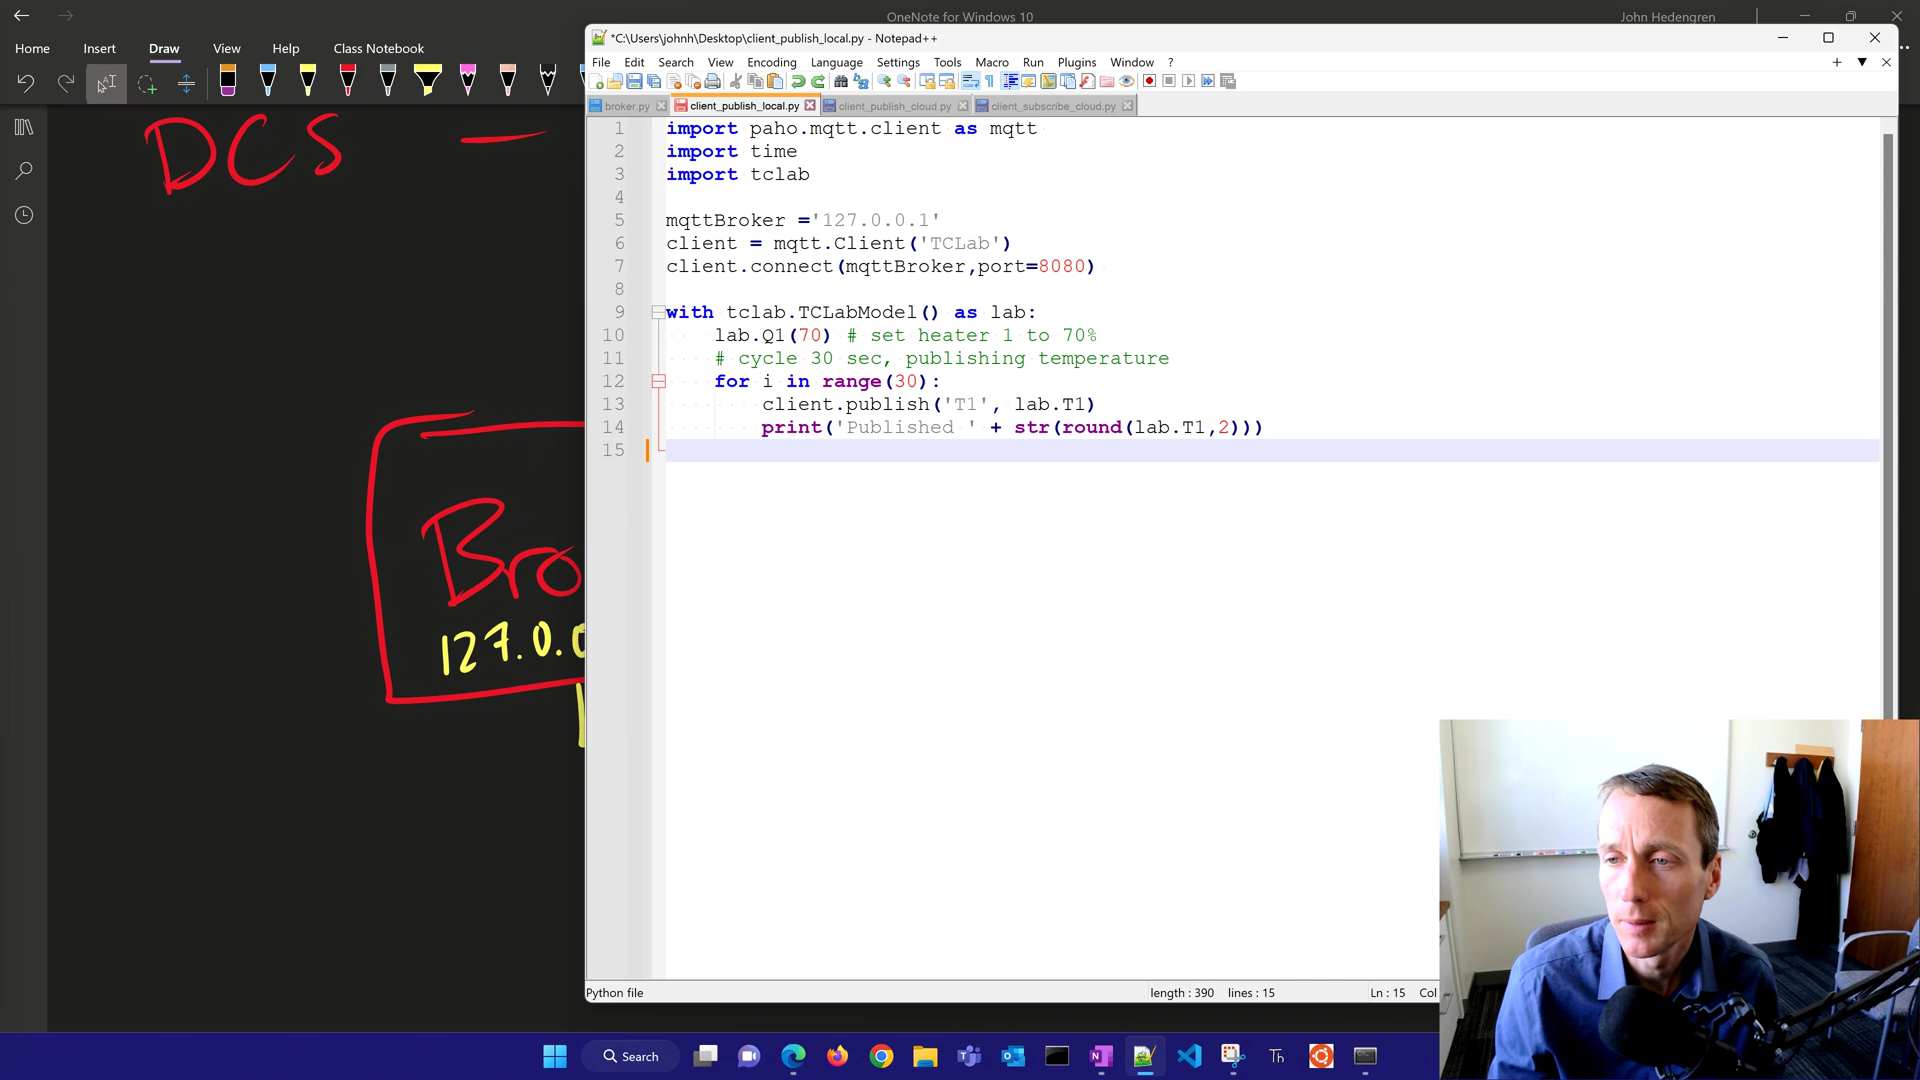 OneNote for Windows 10
John Hedengren
Home Insert Draw View Help Class Notebook
DCS —
Bro
127.0.0
*C:\Users\johnh\Desktop\client_publish_local.py - Notepad++
File Edit Search View Encoding Language Settings Tools Macro Run Plugins Window ?
broker.py client_publish_local.py client_publish_cloud.py client_subscribe_cloud.py
1 import paho.mqtt.client as mqtt
2 import time
3 import tclab
4
5 mqttBroker ='127.0.0.1'
6 client = mqtt.Client('TCLab')
7 client.connect(mqttBroker,port=8080)
8
9 with tclab.TCLabModel() as lab:
10 lab.Q1(70) # set heater 1 to 70%
11 # cycle 30 sec, publishing temperature
12 for i in range(30):
13 client.publish('T1', lab.T1)
14 print('Published ' + str(round(lab.T1,2)))
15
Python file length : 390 lines : 15 Ln : 15 Col
Search
Th